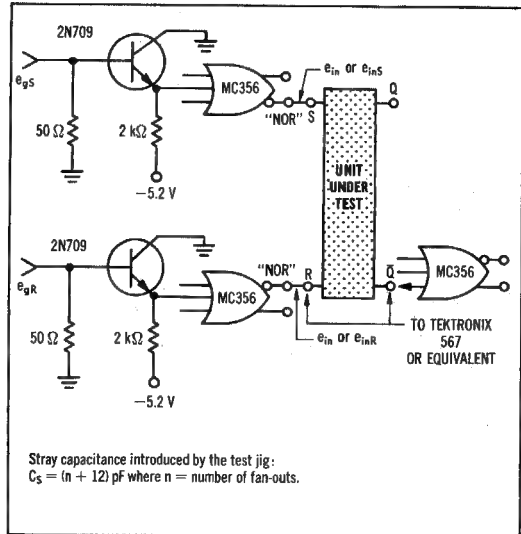 2N709
e_gS
50 Ω
2 kΩ
−5.2 V
MC356
"NOR"
S
e_in or e_inS
Q
UNIT
UNDER
TEST
2N709
e_gR
50 Ω
2 kΩ
−5.2 V
MC356
"NOR"
R
e_in or e_inR
Q̄
MC356
TO TEKTRONIX
567
OR EQUIVALENT
Stray capacitance introduced by the test jig:
C_S = (n + 12) pF where n = number of fan-outs.